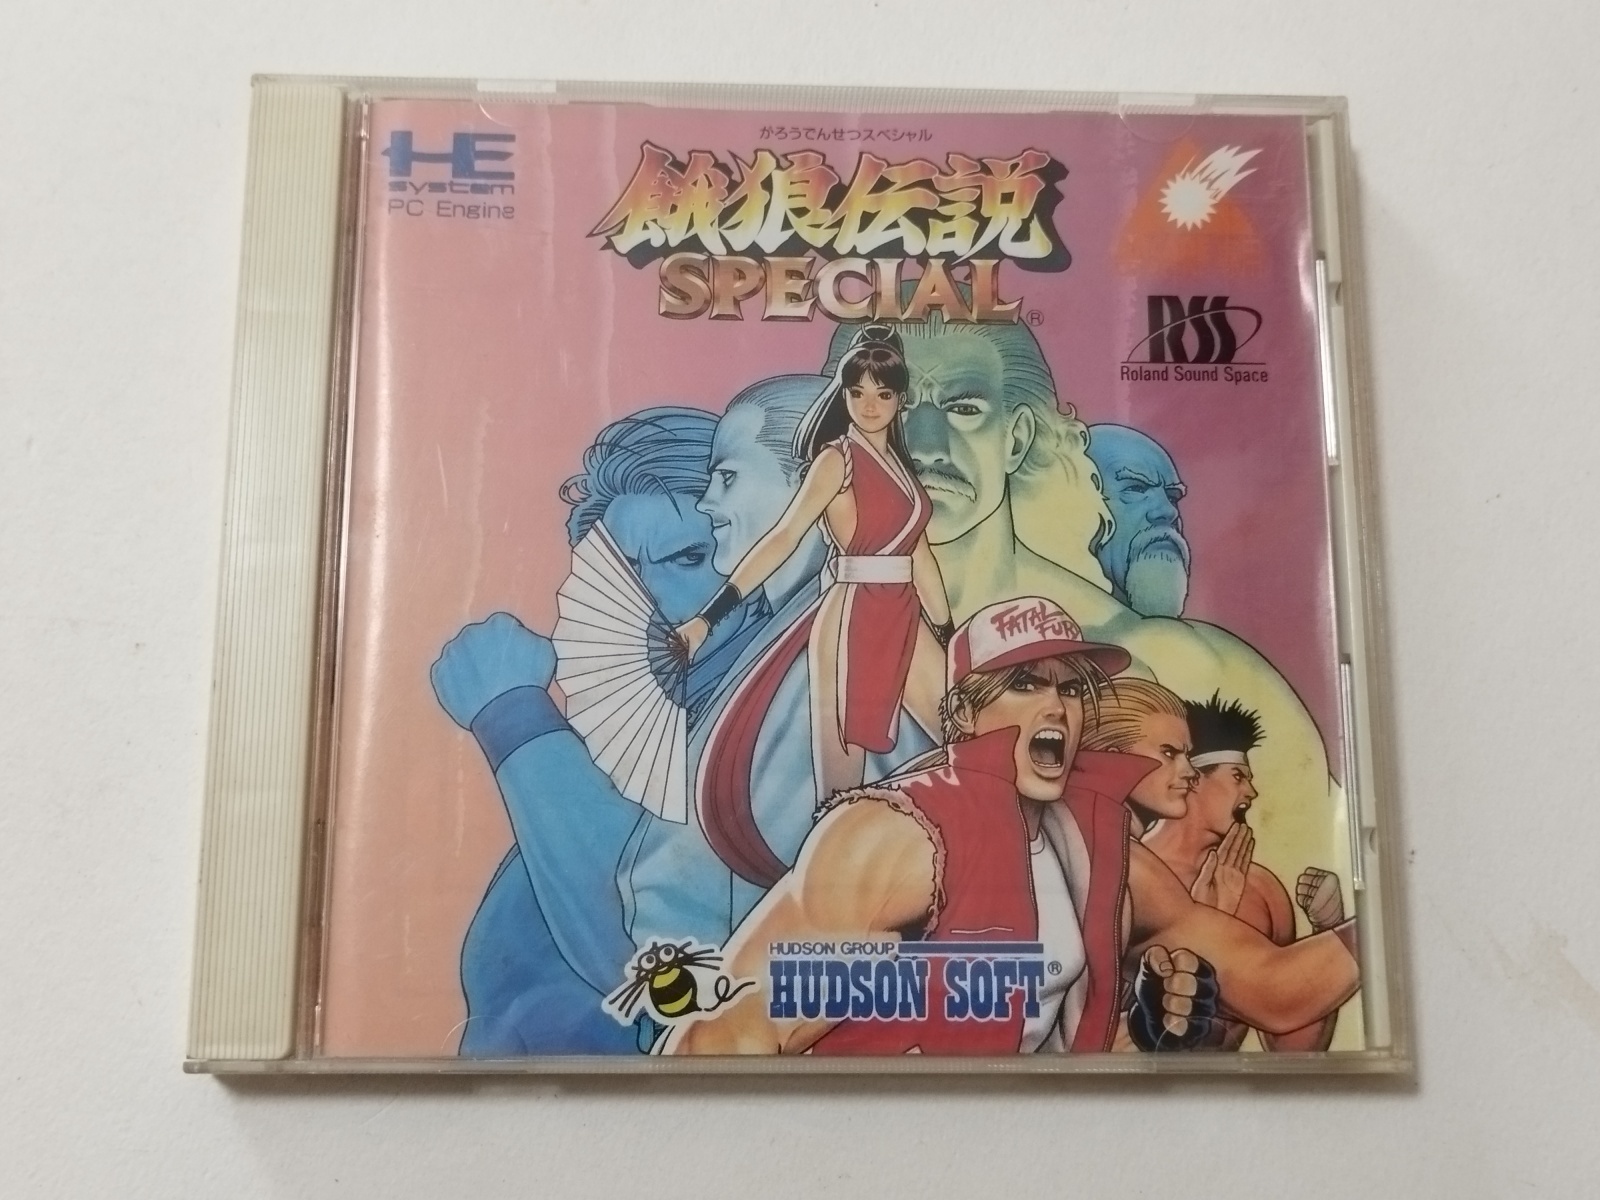 がろうでんせつスペシャル
HE
system
PC Engine
餓狼伝説
SPECIAL®
RSS
Roland Sound Space
FATAL
FURY
HUDSON GROUP
HUDSON SOFT®